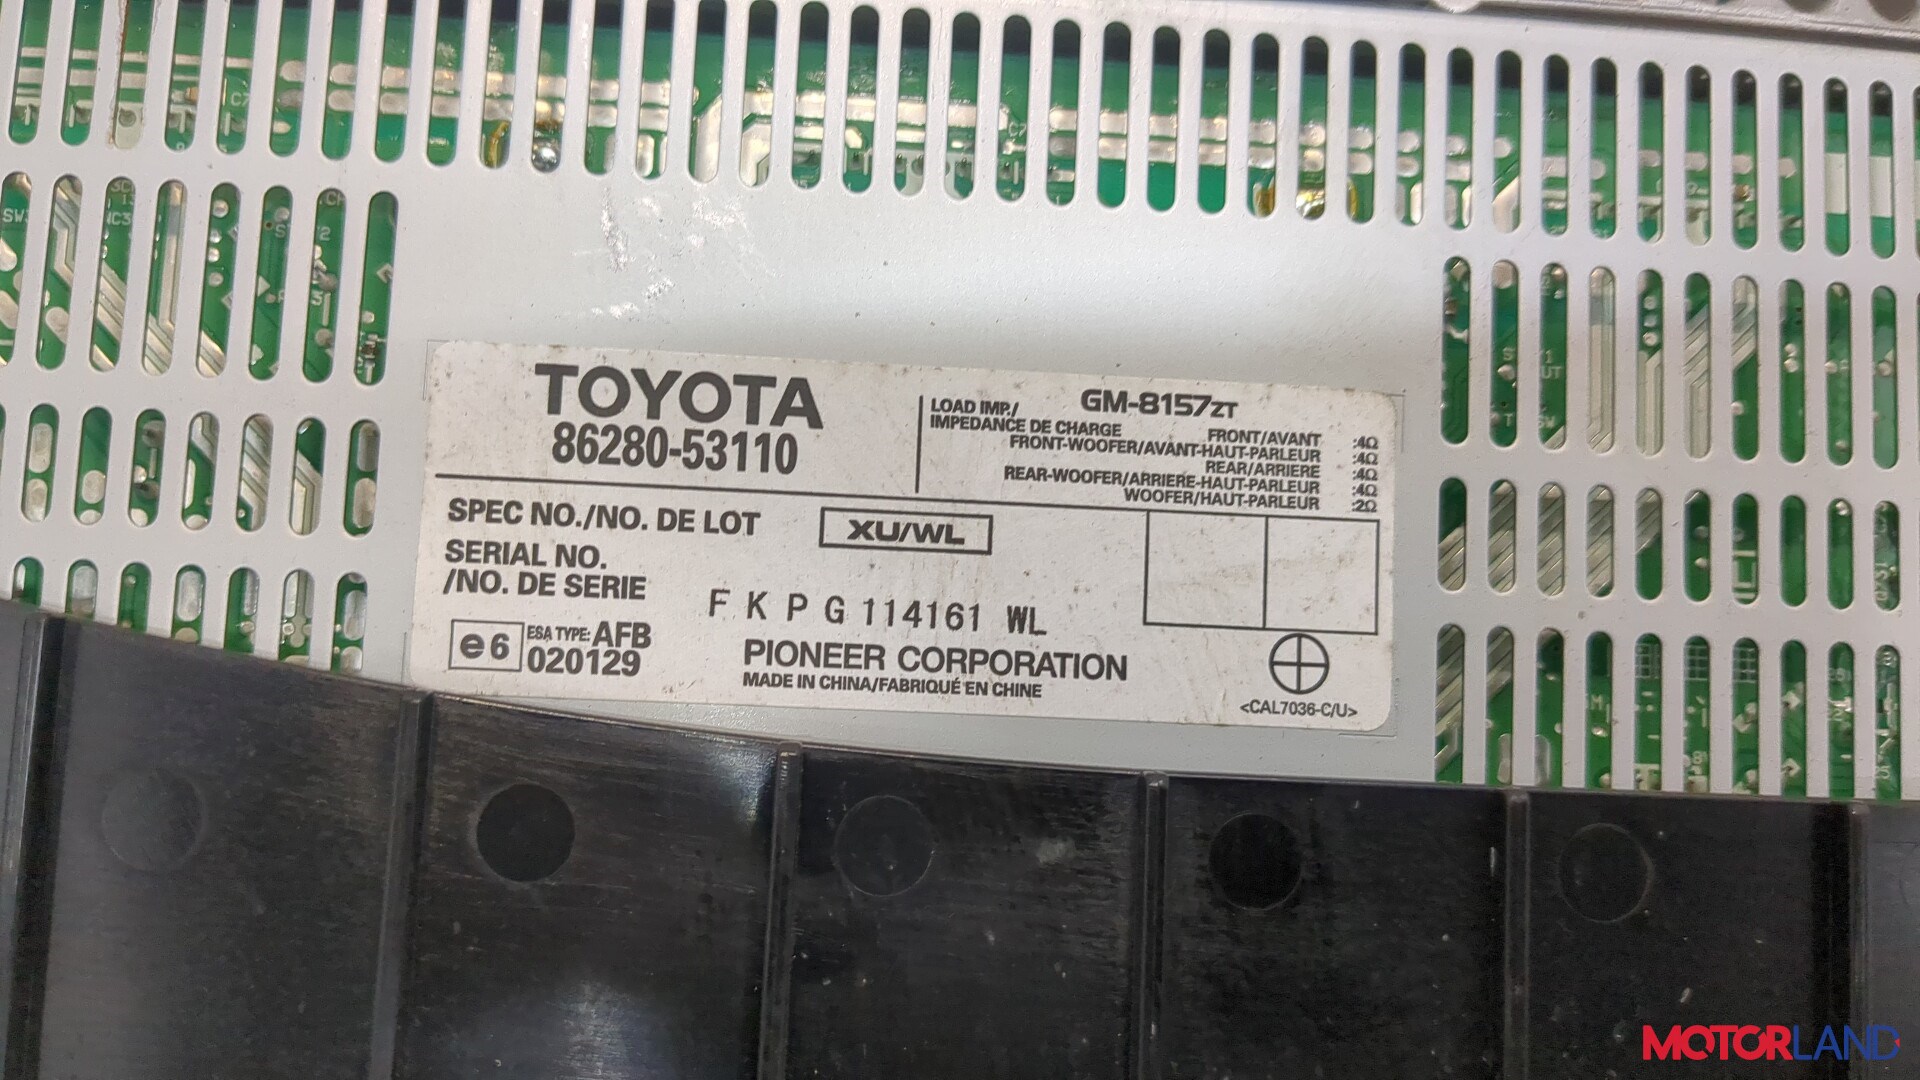 TOYOTA
86280-53110
GM-8157ZT
LOAD IMP./
IMPEDANCE DE CHARGE
FRONT/AVANT :4Ω
FRONT-WOOFER/AVANT-HAUT-PARLEUR :4Ω
REAR/ARRIERE :4Ω
REAR-WOOFER/ARRIERE-HAUT-PARLEUR :4Ω
WOOFER/HAUT-PARLEUR :2Ω
SPEC NO./NO. DE LOT XU/WL
SERIAL NO.
/NO. DE SERIE FKPG114161 WL
e6 ESA TYPE: AFB
020129
PIONEER CORPORATION
MADE IN CHINA/FABRIQUÉ EN CHINE
<CAL7036-C/U>
MOTORLAND